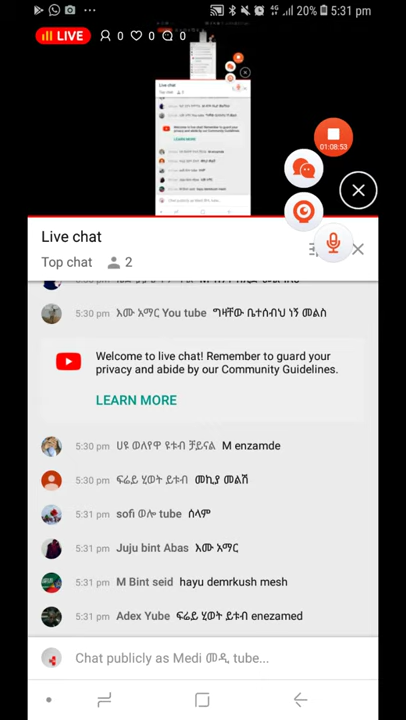 5:31 pm
20%
LIVE 0 0 0
01:08:53
Live chat
Top chat 2
5:30 pm እሙ አማር You tube ግዛቸው ቤተሰብህ ነኝ መልስ
Welcome to live chat! Remember to guard your
privacy and abide by our Community Guidelines.
LEARN MORE
5:30 pm ሀዩ ወለየዋ ዩቱብ ቻይናል M enzamde
5:30 pm ፍሬይ ሂወት ይቱብ መኪያ መልሽ
5:31 pm sofi ወሎ tube ሰላም
5:31 pm Juju bint Abas እሙ አማር
5:31 pm M Bint seid hayu demrkush mesh
5:31 pm Adex Yube ፍሬይ ሂወት ይቱብ enezamed
Chat publicly as Medi መዲ tube...